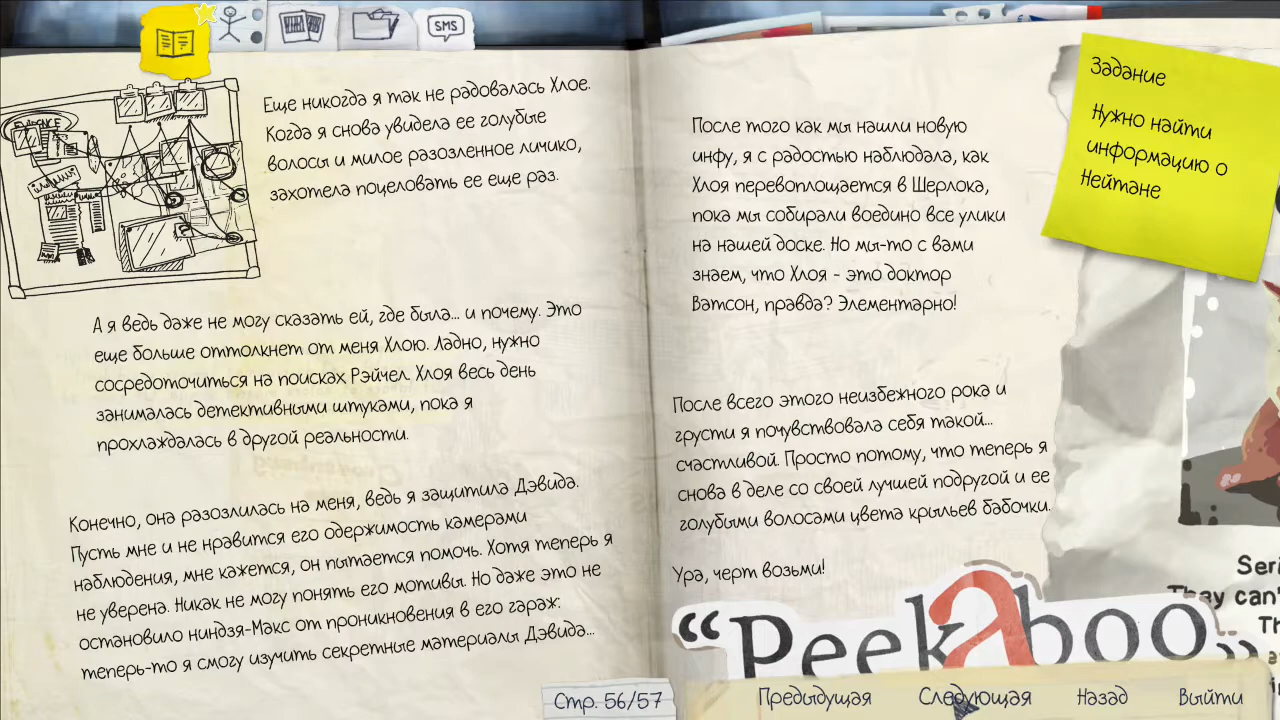 SMS
EVIDENCE
Еще никогда я так не радовалась Хлое.
Когда я снова увидела ее голубые
волосы и милое разозленное личико,
захотела поцеловать ее еще раз.
А я ведь даже не могу сказать ей, где была... и почему. Это
еще больше оттолкнет от меня Хлою. Ладно, нужно
сосредоточиться на поисках Рэйчел. Хлоя весь день
занималась детективными штуками, пока я
прохлаждалась в другой реальности.
Конечно, она разозлилась на меня, ведь я защитила Дэвида.
Пусть мне и не нравится его одержимость камерами
наблюдения, мне кажется, он пытается помочь. Хотя теперь я
не уверена. Никак не могу понять его мотивы. Но даже это не
остановило ниндзя-Макс от проникновения в его гараж:
теперь-то я смогу изучить секретные материалы Дэвида...
После того как мы нашли новую
инфу, я с радостью наблюдала, как
Хлоя перевоплощается в Шерлока,
пока мы собирали воедино все улики
на нашей доске. Но мы-то с вами
знаем, что Хлоя - это доктор
Ватсон, правда? Элементарно!
После всего этого неизбежного рока и
грусти я почувствовала себя такой...
счастливой. Просто потому, что теперь я
снова в деле со своей лучшей подругой и ее
голубыми волосами цвета крыльев бабочки.
Ура, черт возьми!
Задание
Нужно найти
информацию о
Нейтане
Seri
They can'
Th
“Peekaboo”
Стр. 56/57
Предыдущая
Следующая
Назад
Выйти